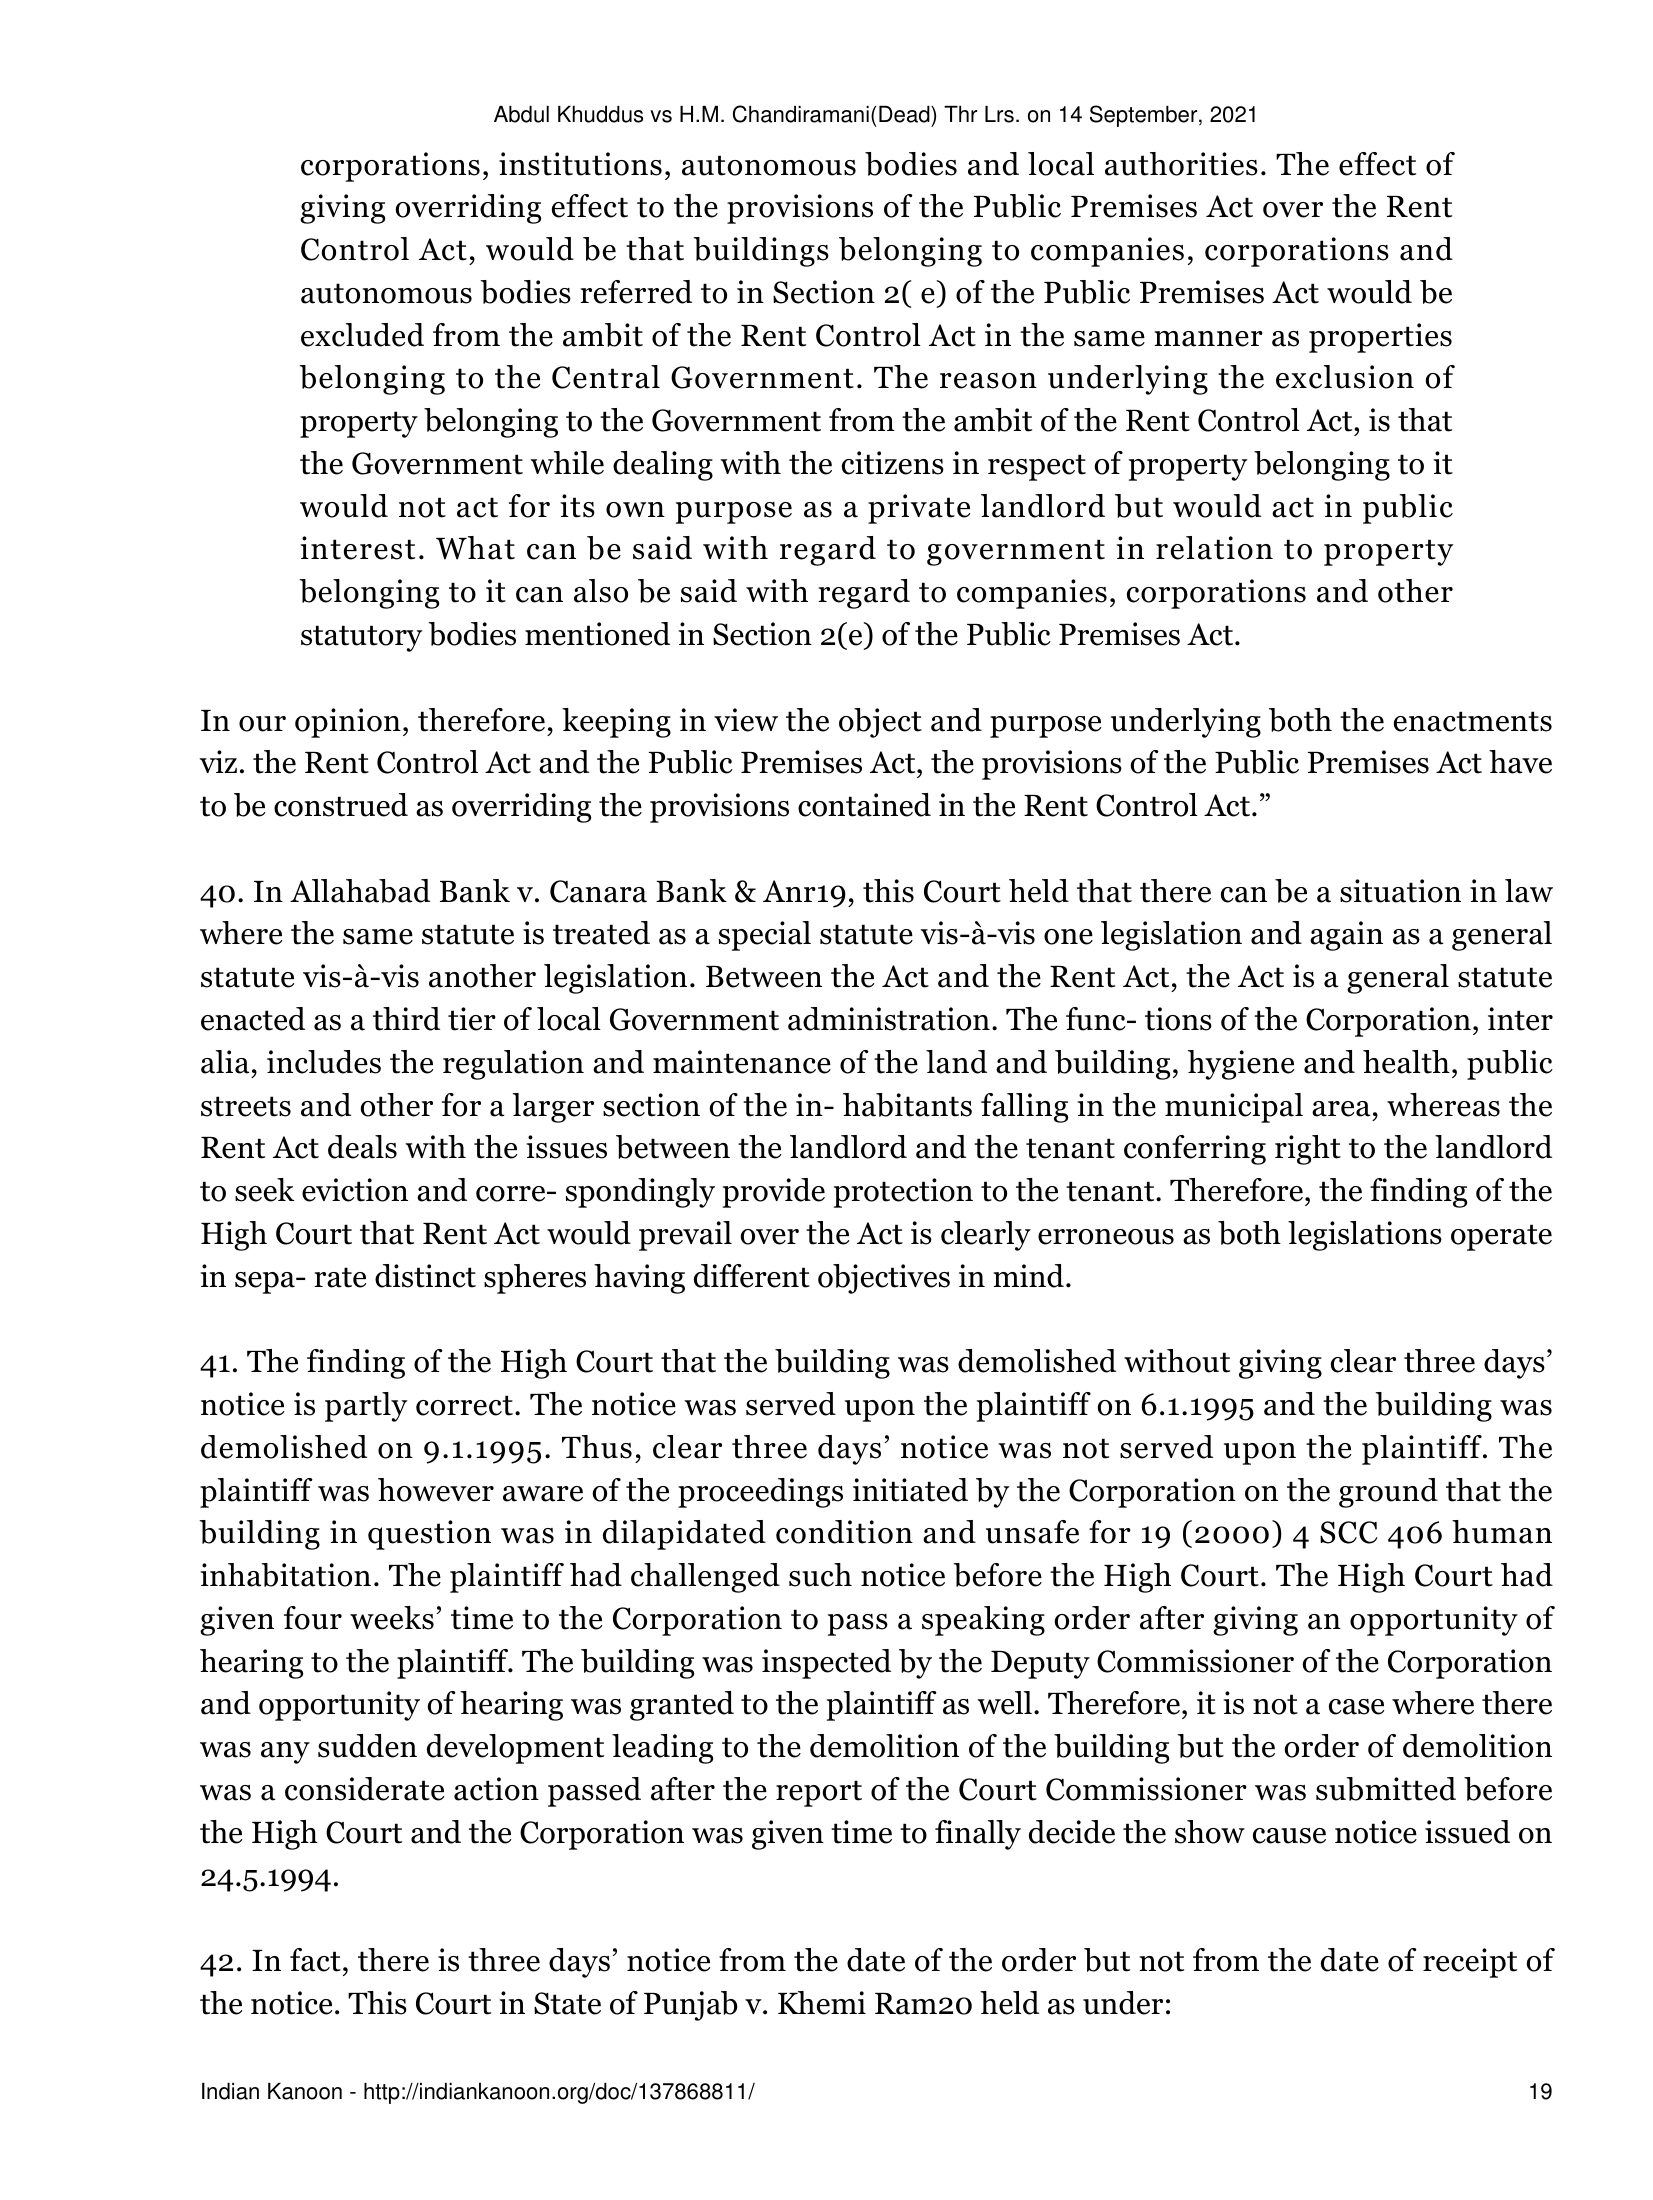 Abdul Khuddus vs H.M. Chandiramani(Dead) Thr Lrs. on 14 September, 2021
corporations, institutions, autonomous bodies and local authorities. The effect of
giving overriding effect to the provisions of the Public Premises Act over the Rent
Control Act, would be that buildings belonging to companies, corporations and
autonomous bodies referred to in Section 2( e) of the Public Premises Act would be
excluded from the ambit of the Rent Control Act in the same manner as properties
belonging to the Central Government. The reason underlying the exclusion of
property belonging to the Government from the ambit of the Rent Control Act, is that
the Government while dealing with the citizens in respect of property belonging to it
would not act for its own purpose as a private landlord but would act in public
interest. What can be said with regard to government in relation to property
belonging to it can also be said with regard to companies, corporations and other
statutory bodies mentioned in Section 2(e) of the Public Premises Act.
In our opinion, therefore, keeping in view the object and purpose underlying both the enactments
viz. the Rent Control Act and the Public Premises Act, the provisions of the Public Premises Act have
to be construed as overriding the provisions contained in the Rent Control Act.”
40. In Allahabad Bank v. Canara Bank & Anr19, this Court held that there can be a situation in law
where the same statute is treated as a special statute vis-à-vis one legislation and again as a general
statute vis-à-vis another legislation. Between the Act and the Rent Act, the Act is a general statute
enacted as a third tier of local Government administration. The func- tions of the Corporation, inter
alia, includes the regulation and maintenance of the land and building, hygiene and health, public
streets and other for a larger section of the in- habitants falling in the municipal area, whereas the
Rent Act deals with the issues between the landlord and the tenant conferring right to the landlord
to seek eviction and corre- spondingly provide protection to the tenant. Therefore, the finding of the
High Court that Rent Act would prevail over the Act is clearly erroneous as both legislations operate
in sepa- rate distinct spheres having different objectives in mind.
41. The finding of the High Court that the building was demolished without giving clear three days’
notice is partly correct. The notice was served upon the plaintiff on 6.1.1995 and the building was
demolished on 9.1.1995. Thus, clear three days’ notice was not served upon the plaintiff. The
plaintiff was however aware of the proceedings initiated by the Corporation on the ground that the
building in question was in dilapidated condition and unsafe for 19 (2000) 4 SCC 406 human
inhabitation. The plaintiff had challenged such notice before the High Court. The High Court had
given four weeks’ time to the Corporation to pass a speaking order after giving an opportunity of
hearing to the plaintiff. The building was inspected by the Deputy Commissioner of the Corporation
and opportunity of hearing was granted to the plaintiff as well. Therefore, it is not a case where there
was any sudden development leading to the demolition of the building but the order of demolition
was a considerate action passed after the report of the Court Commissioner was submitted before
the High Court and the Corporation was given time to finally decide the show cause notice issued on
24.5.1994.
42. In fact, there is three days’ notice from the date of the order but not from the date of receipt of
the notice. This Court in State of Punjab v. Khemi Ram20 held as under:
Indian Kanoon - http://indiankanoon.org/doc/137868811/ 19